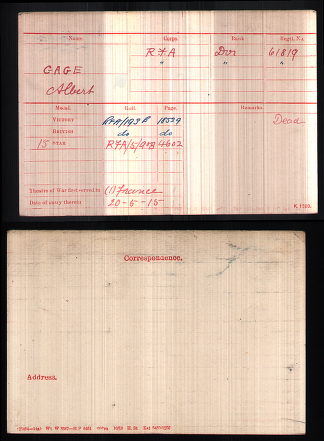 Name. Corps. Rank Regtl. No.
R F A Dvr 61819
" " "
GAGE
Albert
Medal. Roll. Page. Remarks.
VICTORY RFA/193B 18529 Dead
BRITISH do do
15 STAR RFA/5/ 4602
Theatre of War first served in (1) France
Date of entry therein 20-5-15
K 1380.
Correspondence.
Address.